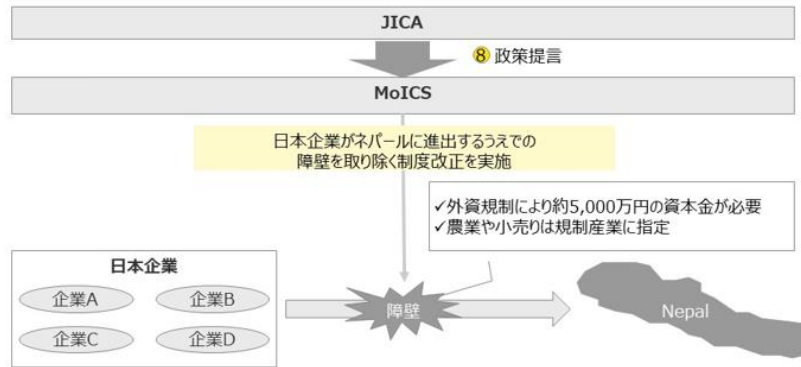 JICA
⑧ 政策提言
MoICS
日本企業がネパールに進出するうえでの
障壁を取り除く制度改正を実施
✓外資規制により約5,000万円の資本金が必要
✓農業や小売りは規制産業に指定
日本企業
企業A
企業B
企業C
企業D
障壁
Nepal